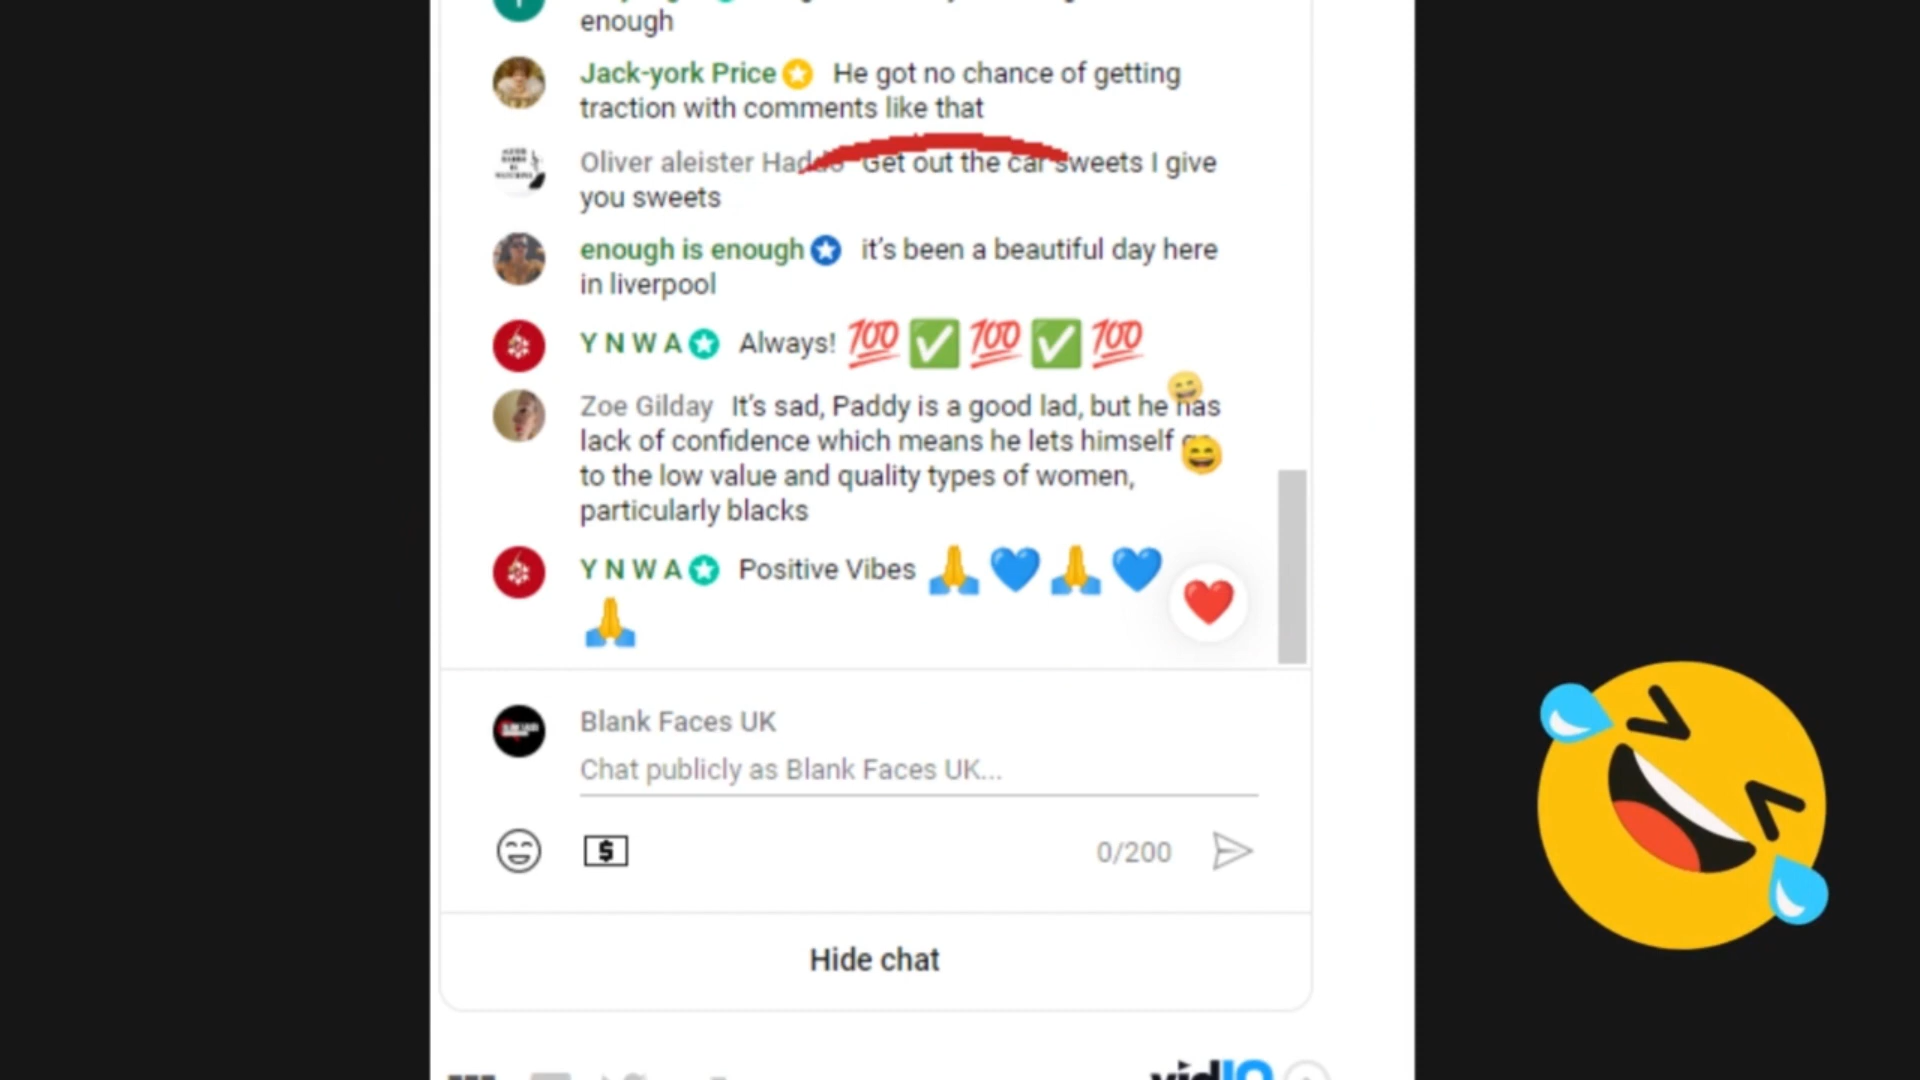 enough
Jack-york Price He got no chance of getting
traction with comments like that
Oliver aleister Get out the car sweets I give
you sweets
enough is enough it's been a beautiful day here
in liverpool
Y N W A Always! 💯✅💯✅💯
Zoe Gilday It's sad, Paddy is a good lad, but he has
lack of confidence which means he lets himself
to the low value and quality types of women,
particularly blacks
Y N W A Positive Vibes 🙏💙🙏💙
🙏
Blank Faces UK
Chat publicly as Blank Faces UK...
$
0/200
Hide chat
vidIQ